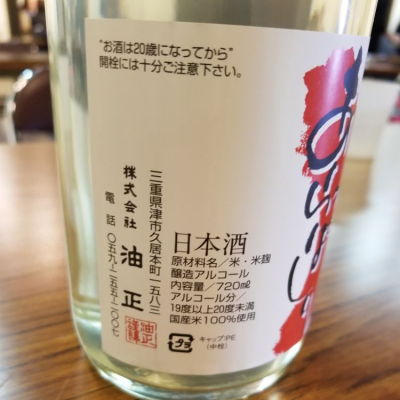 “お酒は20歳になってから”
開栓には十分ご注意下さい。
三重県津市久居本町一五八三
株式会社 油正
電話 〇五九-二五五-二〇〇七
日本酒
原材料名/米・米麹
醸造アルコール
内容量/720ml
アルコール分/
19度以上20度未満
国産米100%使用
キャップ:PE
(中栓)